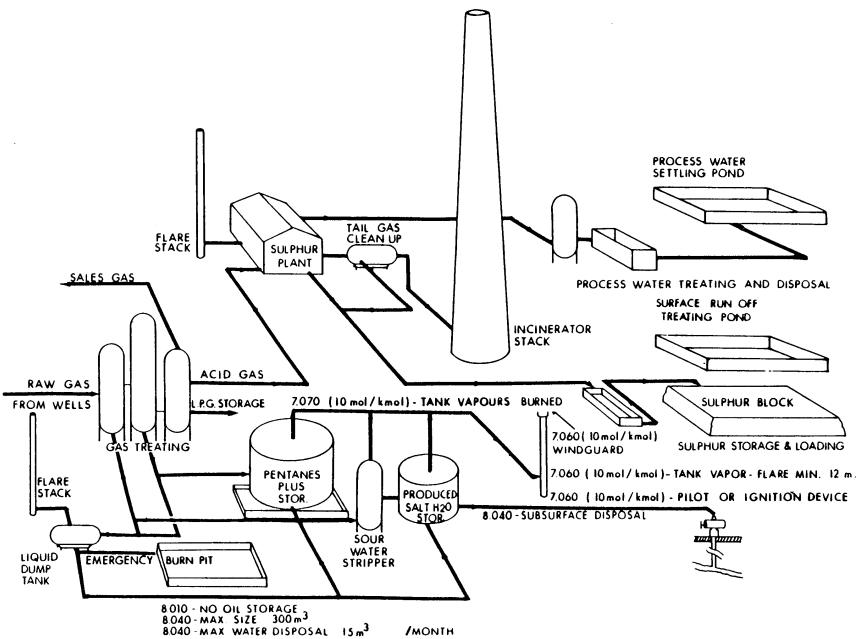 PROCESS WATER
SETTLING POND
FLARE
STACK
SULPHUR
PLANT
TAIL GAS
CLEAN UP
PROCESS WATER TREATING AND DISPOSAL
SURFACE RUN OFF
TREATING POND
SALES GAS
INCINERATOR
STACK
RAW GAS
FROM WELLS
ACID GAS
L.P.G. STORAGE
7.070 (10 mol/kmol) - TANK VAPOURS BURNED
SULPHUR BLOCK
SULPHUR STORAGE & LOADING
GAS TREATING
7.060 (10 mol/kmol)
WINDGUARD
FLARE
STACK
PENTANES
PLUS
STOR.
7.060 (10 mol/kmol) - TANK VAPOR - FLARE MIN. 12 m.
PRODUCED
SALT H2O
STOR.
7.060 (10 mol/kmol) - PILOT OR IGNITION DEVICE
8.040 - SUBSURFACE DISPOSAL
SOUR
WATER
STRIPPER
LIQUID
DUMP
TANK
EMERGENCY BURN PIT
8.010 - NO OIL STORAGE
8.040 - MAX SIZE 300 m³
8.040 - MAX WATER DISPOSAL 15 m³ /MONTH